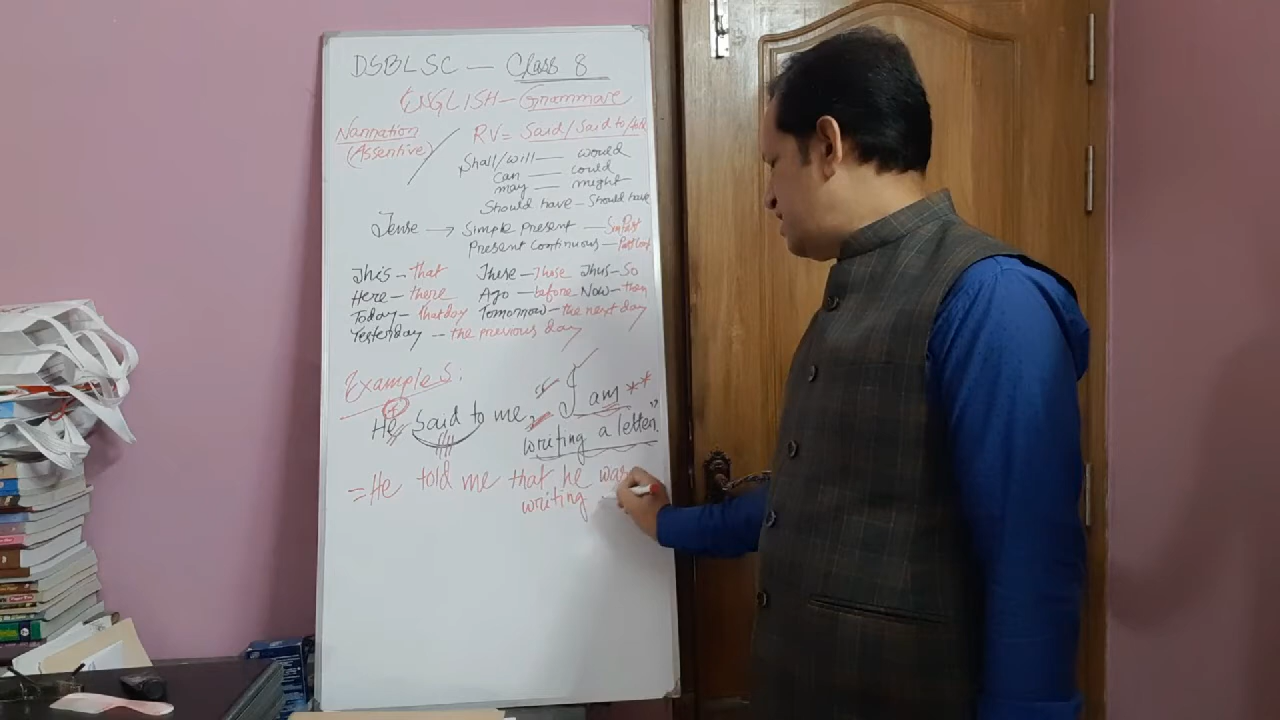 DSBLSC — Class 8
ENGLISH - Grammare
Narration (Assertive)
RV = Said/Said to/
Shall/will — would
can — could
may — might
Should have - Should have
Tense → Simple Present — Sim Past
Present Continuous — Past Cont
This - that These - Those Thus - So
Here - there Ago - before Now - then
Today - that day Tomorrow - the next day
Yesterday - the previous day
Examples:
He Said to me, "I am **
writing a letter."
= He told me that he was
writing